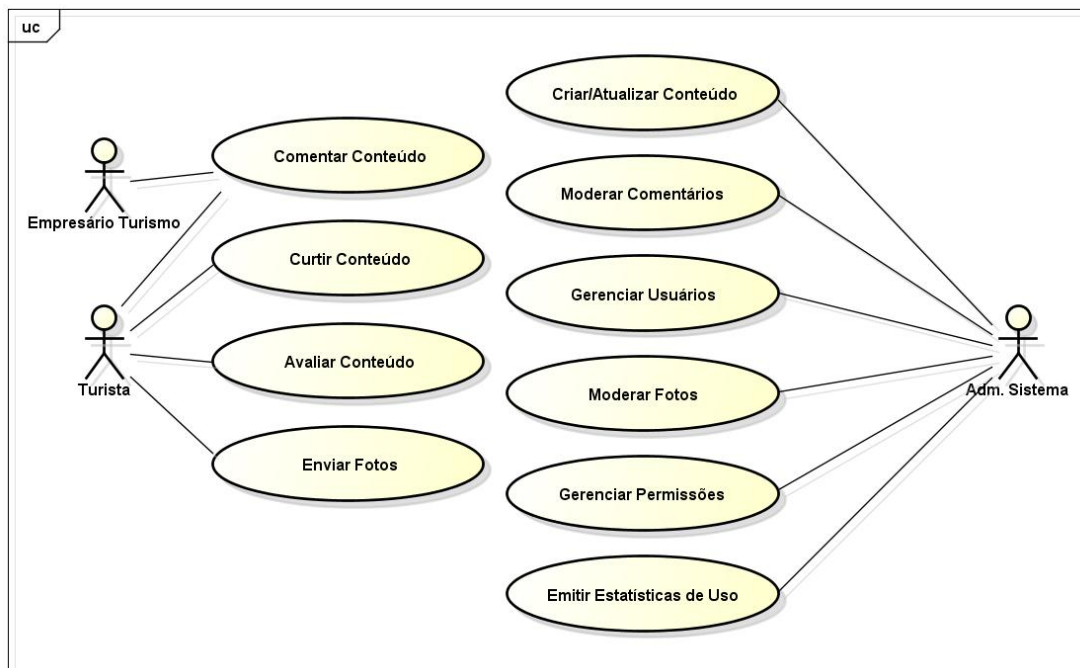 uc
Empresário Turismo
Turista
Comentar Conteúdo
Curtir Conteúdo
Avaliar Conteúdo
Enviar Fotos
Criar/Atualizar Conteúdo
Moderar Comentários
Gerenciar Usuários
Moderar Fotos
Gerenciar Permissões
Emitir Estatísticas de Uso
Adm. Sistema